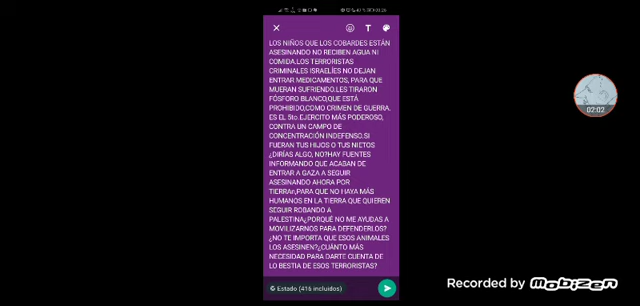 LOS NIÑOS QUE LOS COBARDES ESTÁN
ASESINANDO NO RECIBEN AGUA NI
COMIDA.LOS TERRORISTAS
CRIMINALES ISRAELÍES NO DEJAN
ENTRAR MEDICAMENTOS, PARA QUE
MUERAN SUFRIENDO.LES TIRARON
FÓSFORO BLANCO,QUE ESTÁ
PROHIBIDO,COMO CRIMEN DE GUERRA.
ES EL 5to.EJERCITO MÁS PODEROSO,
CONTRA UN CAMPO DE
CONCENTRACIÓN INDEFENSO.SI
FUERAN TUS HIJOS O TUS NIETOS
¿DIRÍAS ALGO, NO?HAY FUENTES
INFORMANDO QUE ACABAN DE
ENTRAR A GAZA A SEGUIR
ASESINANDO AHORA POR
PARA QUE NO HAYA MÁS
HUMANOS EN LA TIERRA QUE QUIEREN
SEGUIR ROBANDO A
PALESTINA¿PORQUÉ NO ME AYUDAS A
MOVILIZARNOS PARA DEFENDERLOS?
¿NO TE IMPORTA QUE ESOS ANIMALES
LOS ASESINEN?¿CUÁNTO MÁS
NECESIDAD PARA DARTE CUENTA DE
LO BESTIA DE ESOS TERRORISTAS?
Estado (416 incluidos)
T
02:02
Recorded by mobizen